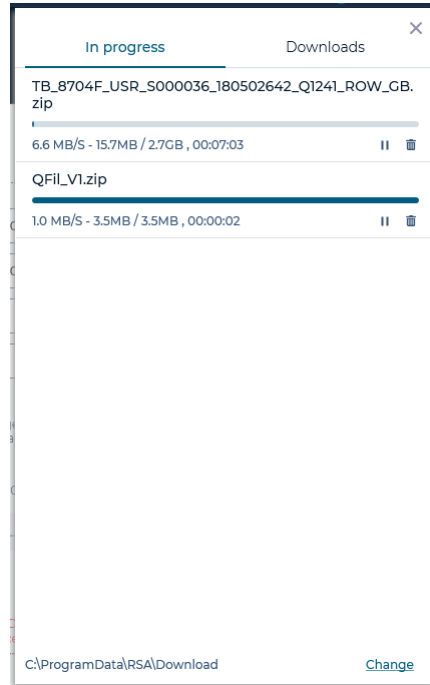 In progress Downloads
TB_8704F_USR_S000036_180502642_Q1241_ROW_GB.
zip
6.6 MB/S - 15.7MB / 2.7GB , 00:07:03
QFil_V1.zip
1.0 MB/S - 3.5MB / 3.5MB , 00:00:02
C:\ProgramData\RSA\Download Change